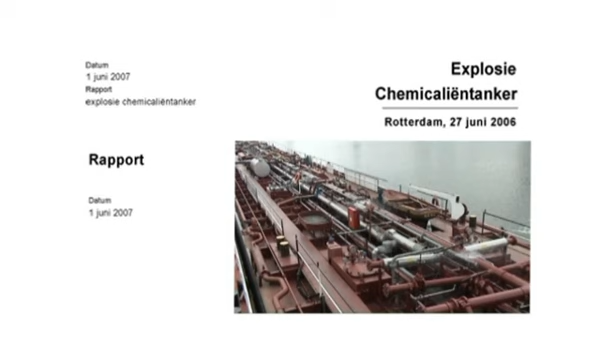 Datum
1 juni 2007
Rapport
explosie chemicaliëntanker
Explosie
Chemicaliëntanker
Rotterdam, 27 juni 2006
Rapport
Datum
1 juni 2007